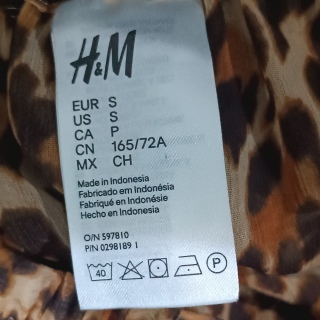 H&M
EUR S
US S
CA P
CN 165/72A
MX CH
Made in Indonesia
Fabricado em Indonésia
Fabriqué en Indonésie
Hecho en Indonesia
O/N 597810
P/N 0298189 1
40 P